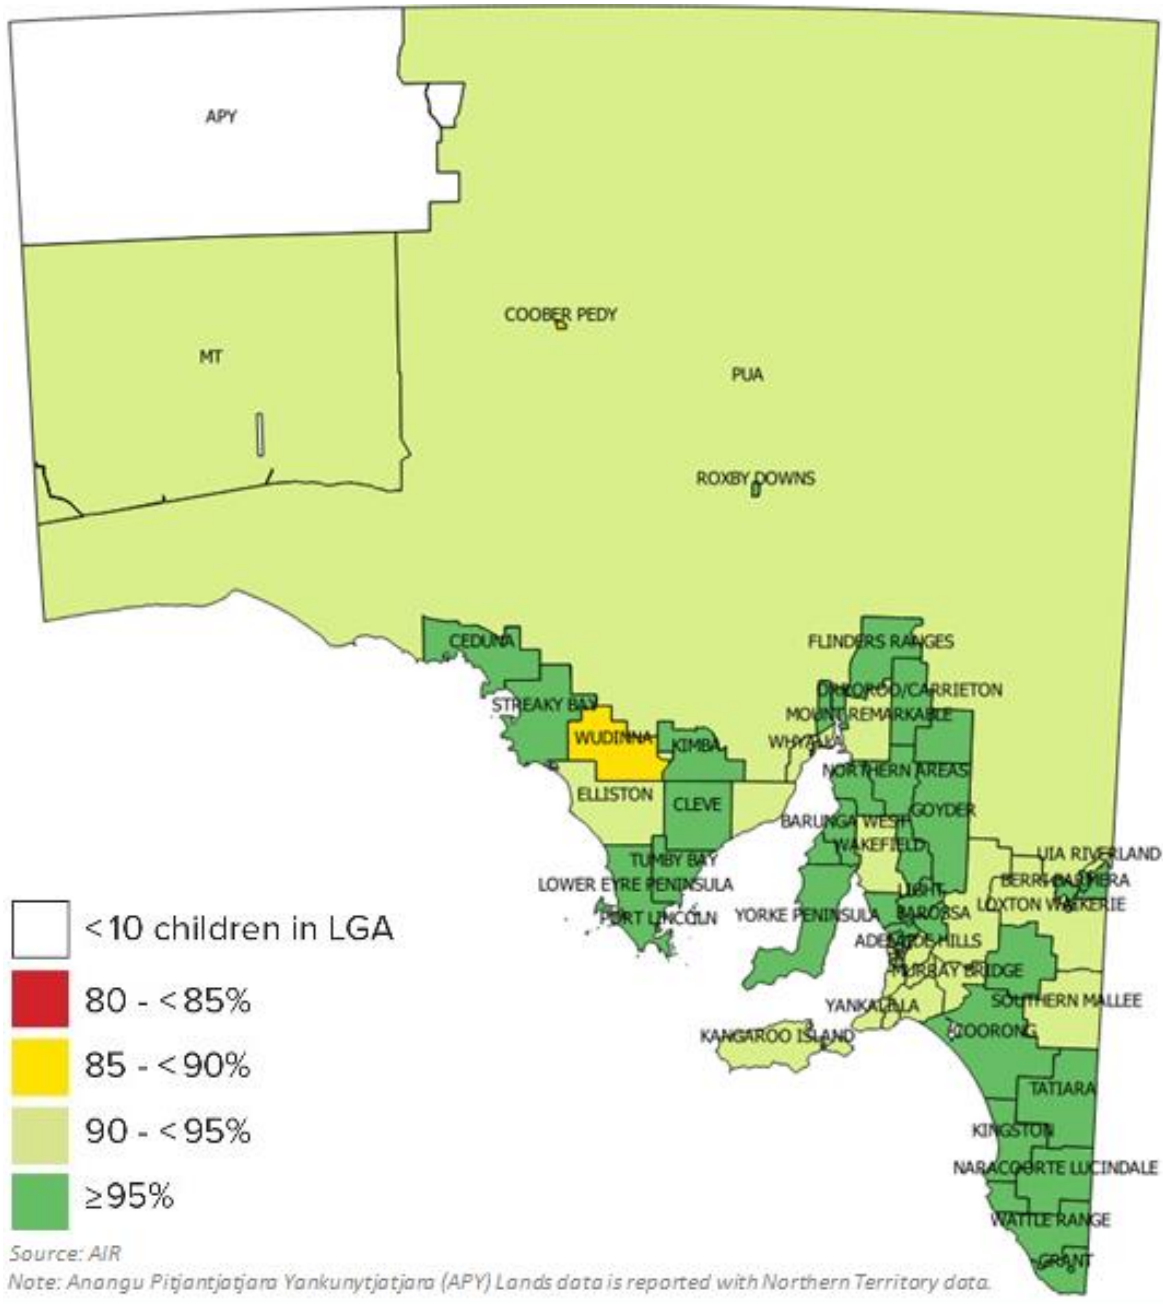 APY
COOBER PEDY
MT
PUA
ROXBY DOWNS
CEDUNA
FLINDERS RANGES
ORROROO/CARRIETON
STREAKY BAY
MOUNT REMARKABLE
WUDINNA
KIMBA
WHYALLA
NORTHERN AREAS
ELLISTON
CLEVE
GOYDER
BARUNGA WEST
WAKEFIELD
UIA RIVERLAND
TUMBY BAY
BERRI BARMERA
LOWER EYRE PENINSULA
LIGHT
LOXTON WAIKERIE
PORT LINCOLN
YORKE PENINSULA
BAROSSA
ADELAIDE HILLS
MURRAY BRIDGE
SOUTHERN MALLEE
YANKALILLA
KANGAROO ISLAND
COORONG
TATIARA
KINGSTON
NARACOORTE LUCINDALE
WATTLE RANGE
GRANT
<10 children in LGA
80 - <85%
85 - <90%
90 - <95%
≥95%
Source: AIR
Note: Anangu Pitjantjatjara Yankunytjatjara (APY) Lands data is reported with Northern Territory data.